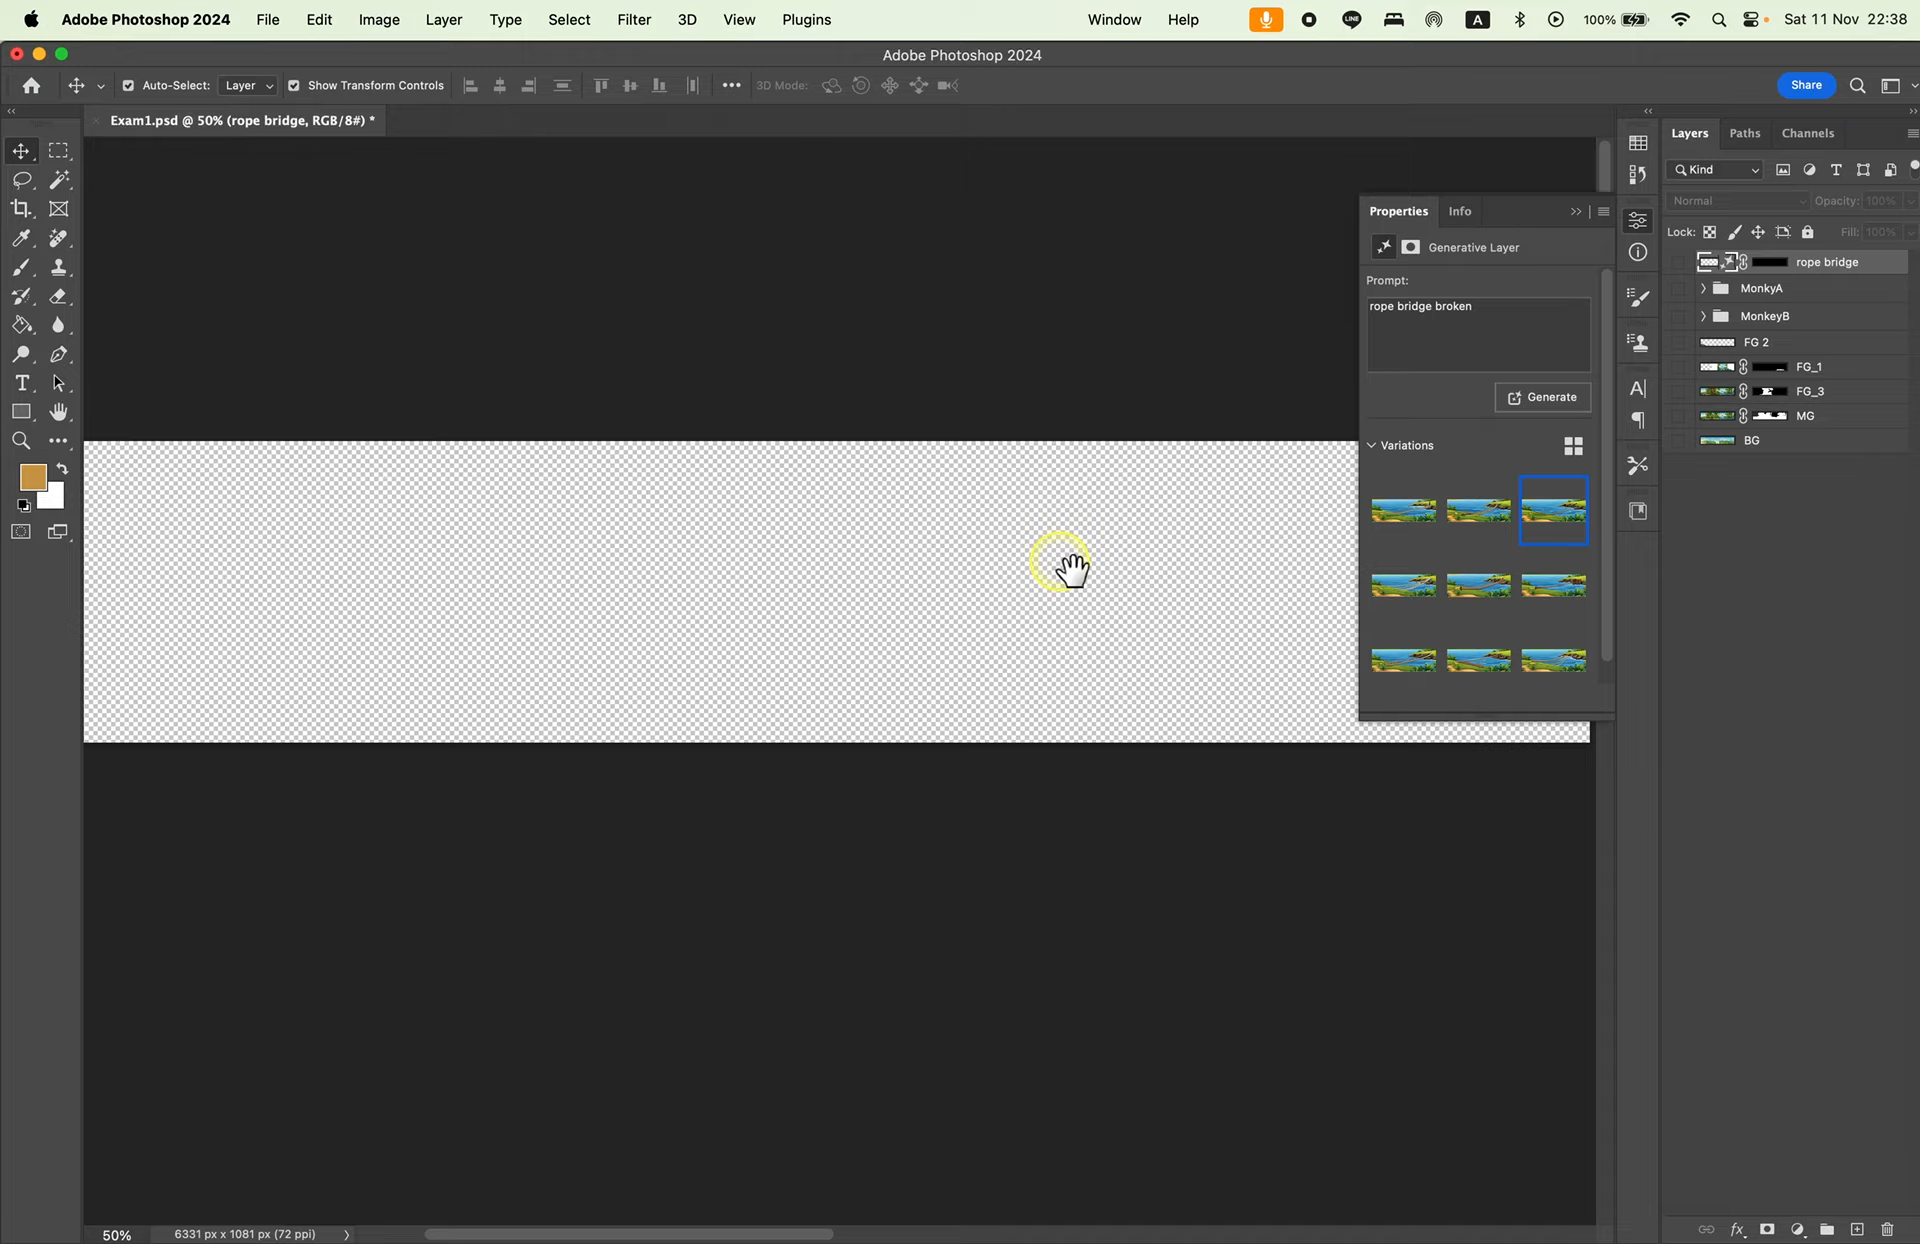 Adobe Photoshop 2024 File Edit Image Layer Type Select Filter 3D View Plugins Window Help LINE A 100% Sat 11 Nov 22:38
Adobe Photoshop 2024
Auto-Select: Layer Show Transform Controls 3D Mode: Share
Exam1.psd @ 50% (rope bridge, RGB/8#) *
Layers Paths Channels
Kind
Normal Opacity: 100%
Lock: Fill: 100%
rope bridge
MonkyA
MonkeyB
FG 2
FG_1
FG_3
MG
BG
Properties Info
Generative Layer
Prompt:
rope bridge broken
Generate
Variations
50% 6331 px x 1081 px (72 ppi)